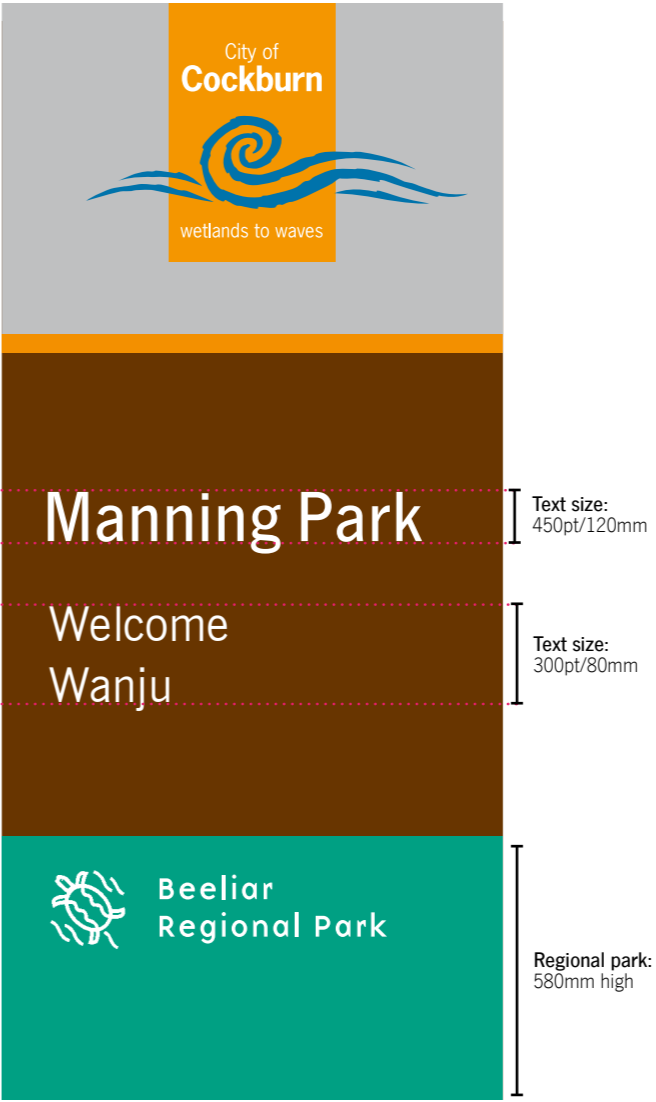 City of
Cockburn
wetlands to waves
Manning Park
Text size:
450pt/120mm
Welcome
Wanju
Text size:
300pt/80mm
Beeliar
Regional Park
Regional park:
580mm high